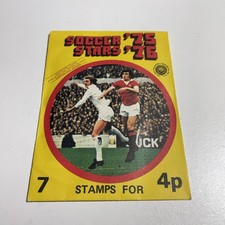 SOCCER '75
STARS '76
UCK
7 STAMPS FOR 4p